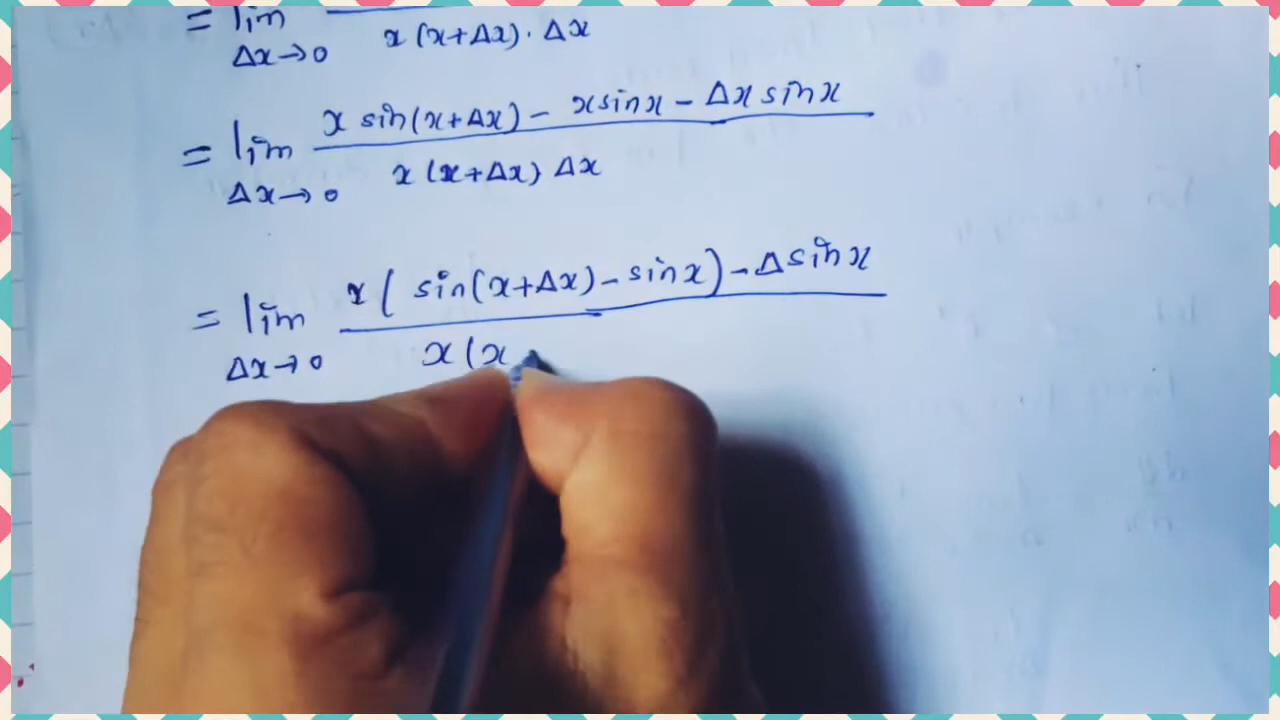 = lim
Δx→0 x(x+Δx)·Δx
= lim x sin(x+Δx) - x sin x - Δx sin x
Δx→0 x(x+Δx) Δx
= lim x( sin(x+Δx) - sin x) - Δ sin x
Δx→0 x(x